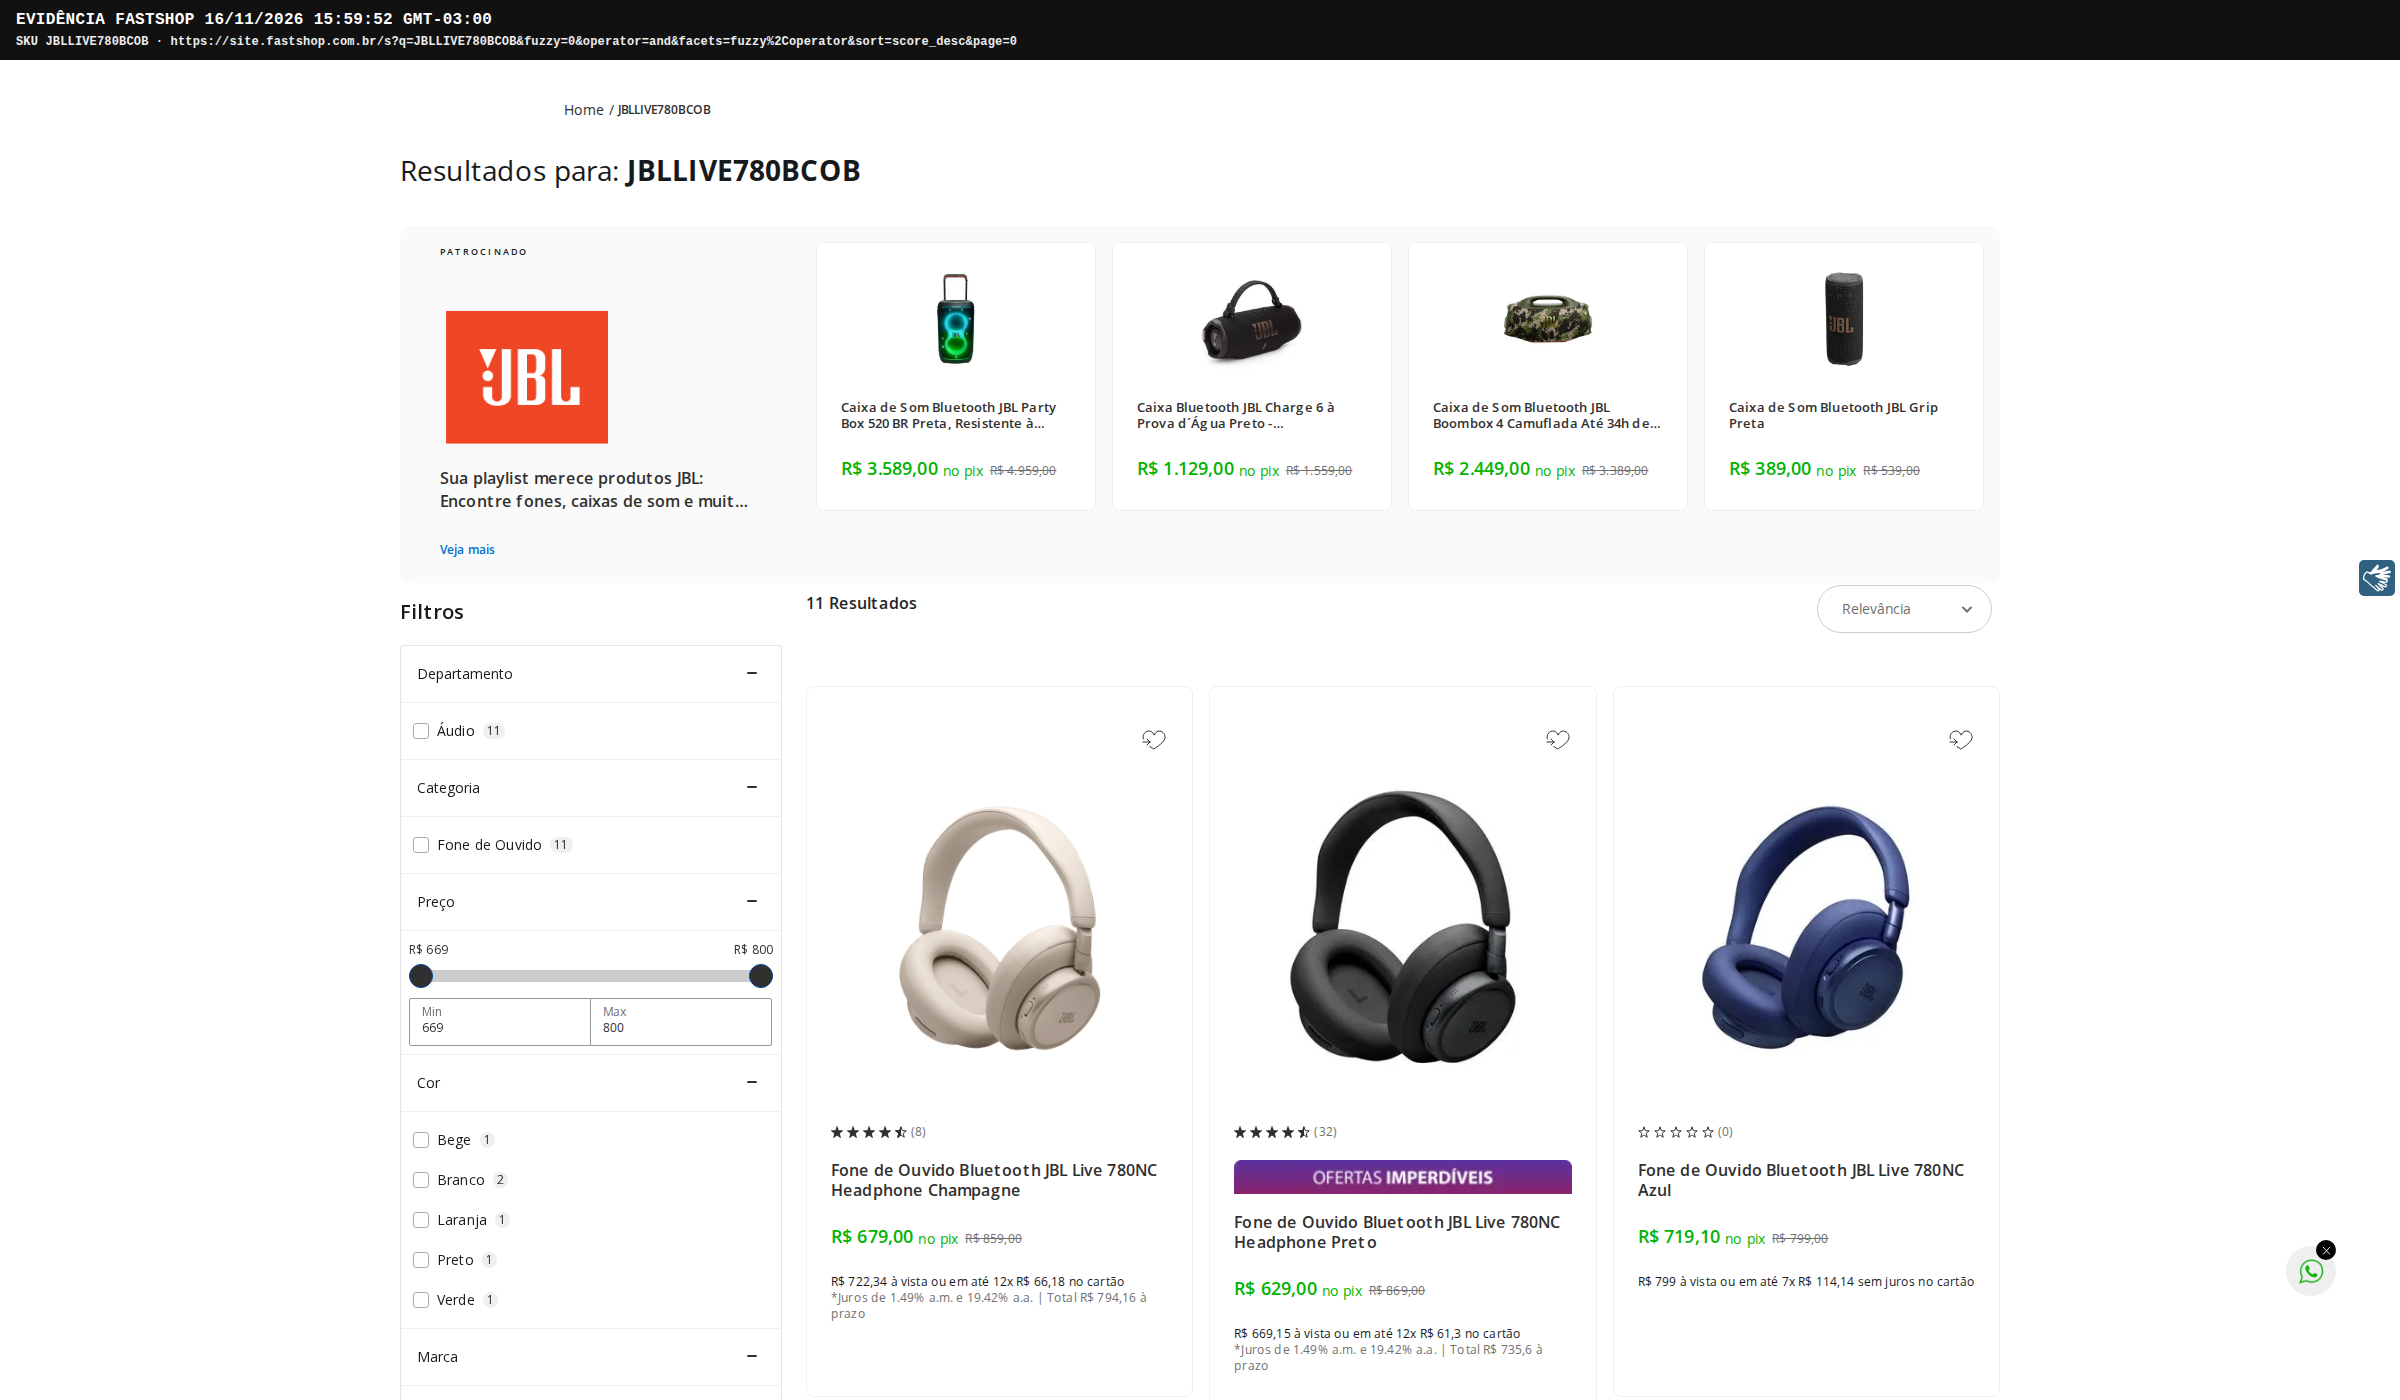 EVIDÊNCIA FASTSHOP 16/11/2026 15:59:52 GMT-03:00
SKU JBLLIVE780BCOB · https://site.fastshop.com.br/s?q=JBLLIVE780BCOB&fuzzy=0&operator=and&facets=fuzzy%2Coperator&sort=score_desc&page=0
Home / JBLLIVE780BCOB
Resultados para: JBLLIVE780BCOB
PATROCINADO
JBL
Sua playlist merece produtos JBL:
Encontre fones, caixas de som e muit...
Veja mais
Caixa de Som Bluetooth JBL Party
Box 520 BR Preta, Resistente à...
R$ 3.589,00 no pix R$ 4.959,00
Caixa Bluetooth JBL Charge 6 à
Prova d´Água Preto -...
R$ 1.129,00 no pix R$ 1.559,00
Caixa de Som Bluetooth JBL
Boombox 4 Camuflada Até 34h de...
R$ 2.449,00 no pix R$ 3.389,00
Caixa de Som Bluetooth JBL Grip
Preta
R$ 389,00 no pix R$ 539,00
Filtros
11 Resultados
Relevância
Departamento
Áudio 11
Categoria
Fone de Ouvido 11
Preço
R$ 669 R$ 800
Min Max
669 800
Cor
Bege 1
Branco 2
Laranja 1
Preto 1
Verde 1
Marca
(8)
Fone de Ouvido Bluetooth JBL Live 780NC
Headphone Champagne
R$ 679,00 no pix R$ 859,00
R$ 722,34 à vista ou em até 12x R$ 66,18 no cartão
*Juros de 1.49% a.m. e 19.42% a.a. | Total R$ 794,16 à
prazo
(32)
OFERTAS IMPERDÍVEIS
Fone de Ouvido Bluetooth JBL Live 780NC
Headphone Preto
R$ 629,00 no pix R$ 869,00
R$ 669,15 à vista ou em até 12x R$ 61,3 no cartão
*Juros de 1.49% a.m. e 19.42% a.a. | Total R$ 735,6 à
prazo
(0)
Fone de Ouvido Bluetooth JBL Live 780NC
Azul
R$ 719,10 no pix R$ 799,00
R$ 799 à vista ou em até 7x R$ 114,14 sem juros no cartão